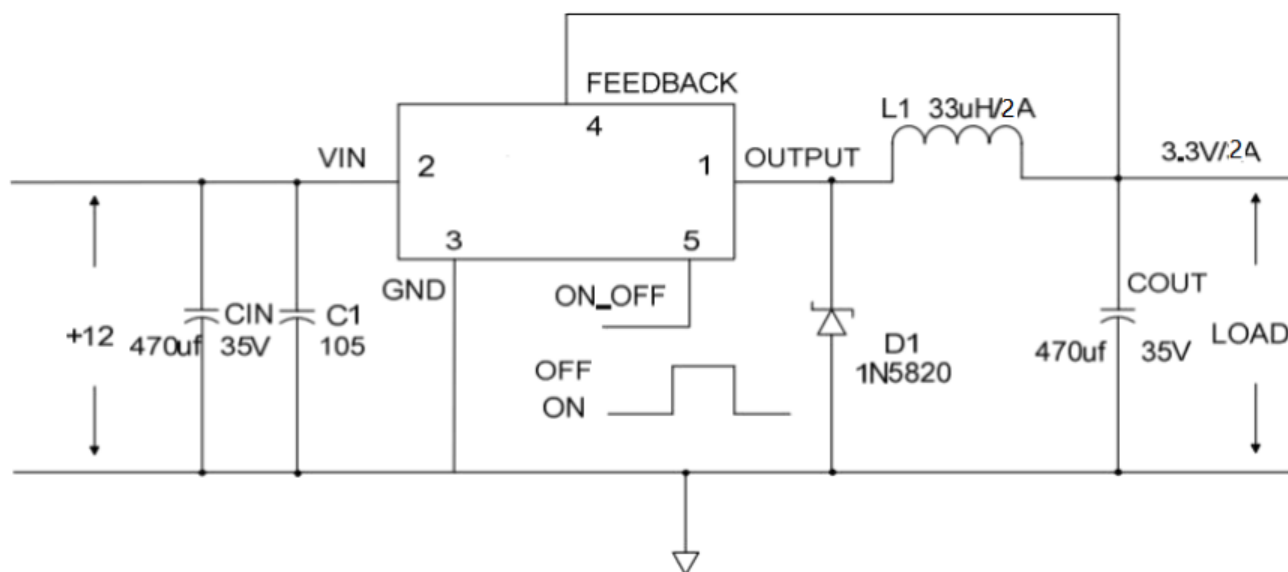 FEEDBACK
4
L1 33uH/2A
VIN
2
1
OUTPUT
3.3V/2A
3
5
GND
ON_OFF
+12
CIN
470uf 35V
C1
105
OFF
ON
D1
1N5820
COUT
470uf 35V
LOAD